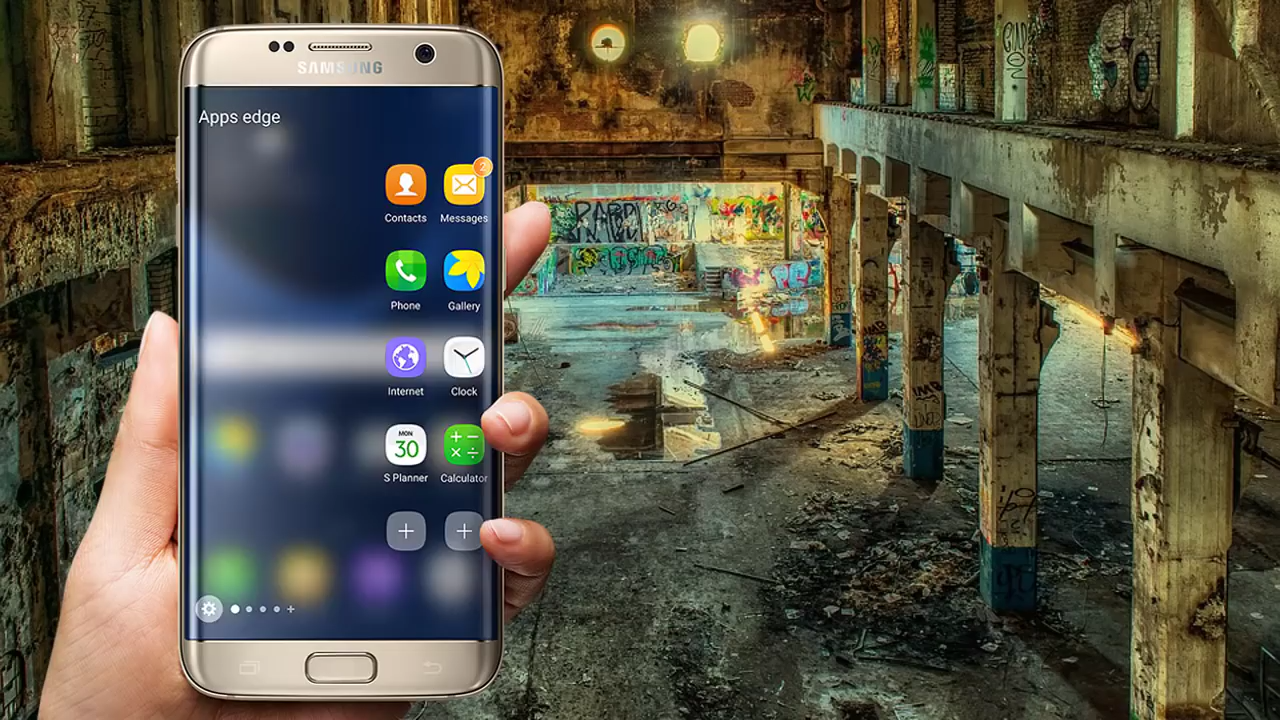 SAMSUNG
Apps edge
2
Contacts
Messages
Phone
Gallery
Internet
Clock
MON
30
S Planner
Calculator